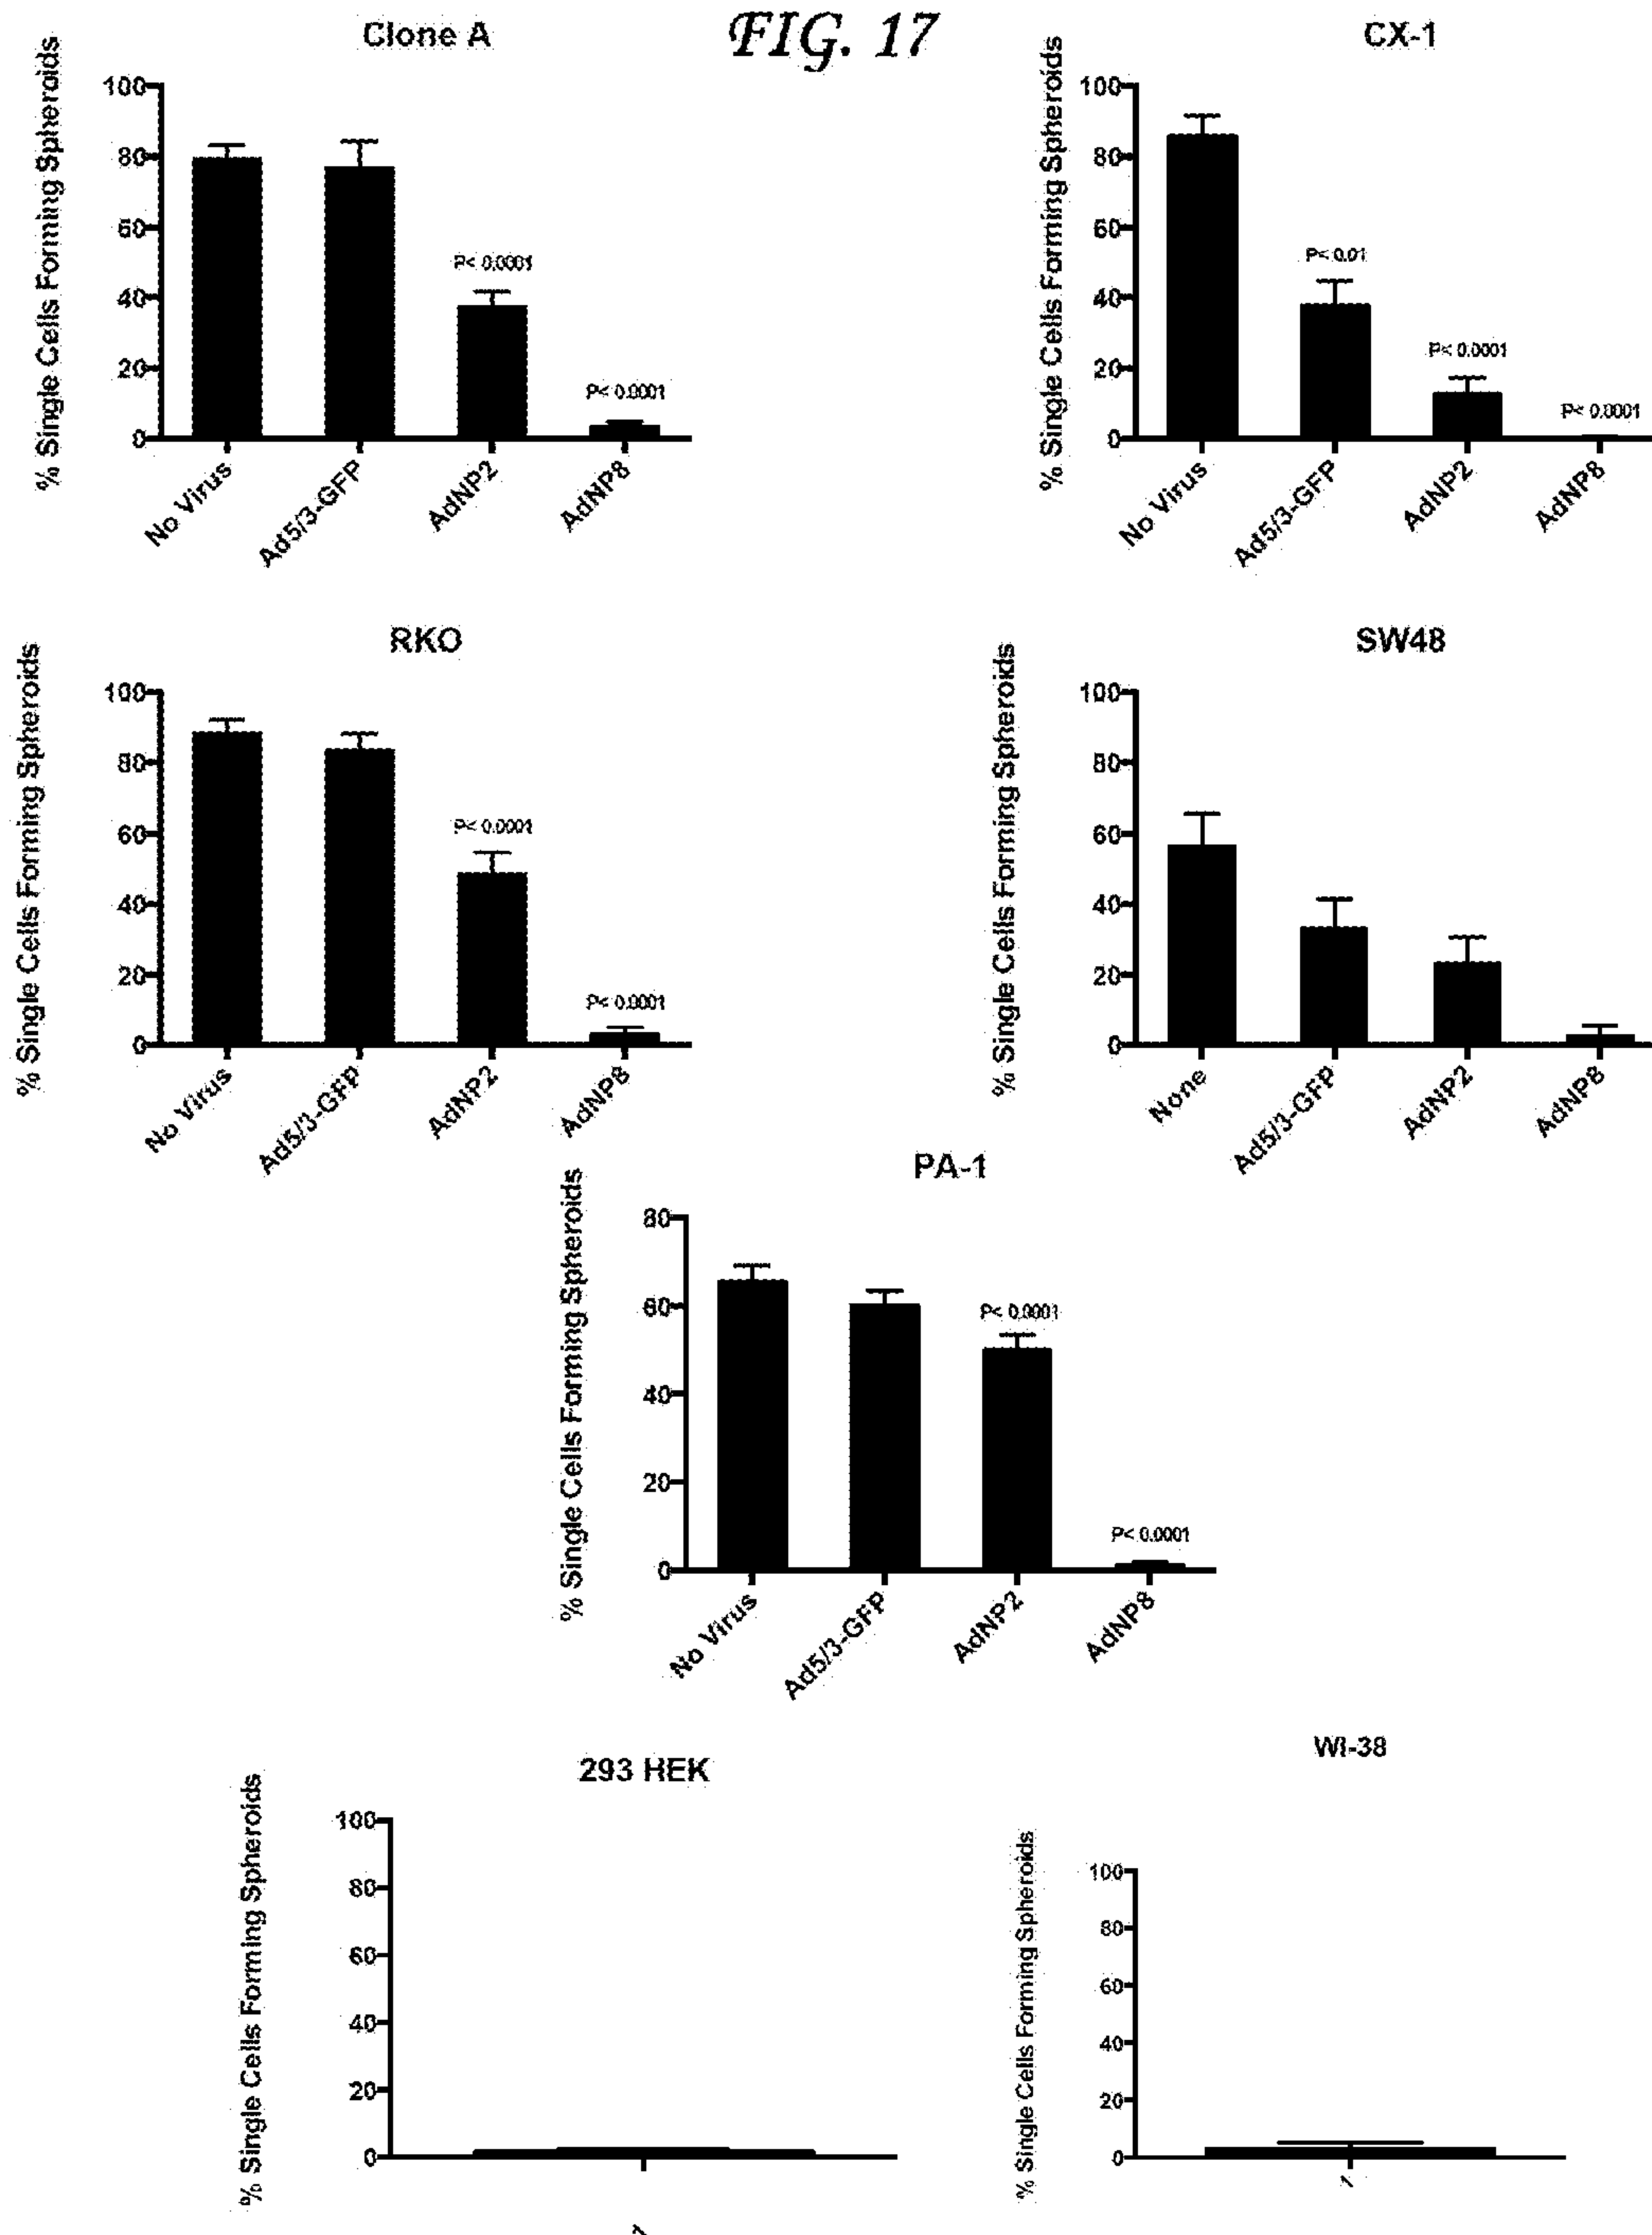 FIG. 17
Clone A
% Single Cells Forming Spheroids
100
80
60
40
20
0
P< 0.0001
P< 0.0001
No Virus
Ad5/3-GFP
AdNP2
AdNP8
CX-1
% Single Cells Forming Spheroids
100
80
60
40
20
0
P< 0.01
P< 0.0001
P< 0.0001
No Virus
Ad5/3-GFP
AdNP2
AdNP8
RKO
% Single Cells Forming Spheroids
100
80
60
40
20
0
P< 0.0001
P< 0.0001
No Virus
Ad5/3-GFP
AdNP2
AdNP8
SW48
% Single Cells Forming Spheroids
100
80
60
40
20
0
None
Ad5/3-GFP
AdNP2
AdNP8
PA-1
% Single Cells Forming Spheroids
80
60
40
20
0
P< 0.0001
P< 0.0001
No Virus
Ad5/3-GFP
AdNP2
AdNP8
293 HEK
% Single Cells Forming Spheroids
100
80
60
40
20
0
WI-38
% Single Cells Forming Spheroids
100
80
60
40
20
0
1